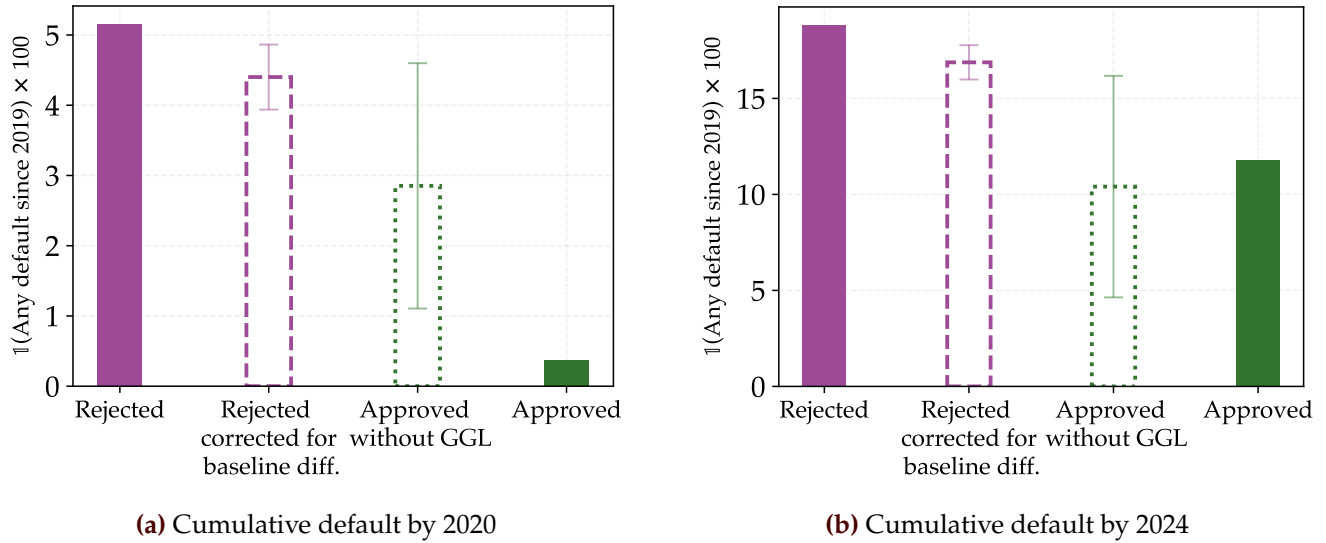 𝟙(Any default since 2019) × 100
5
4
3
2
1
0
Rejected
Rejected
corrected for
baseline diff.
Approved
without GGL
Approved
(a) Cumulative default by 2020
𝟙(Any default since 2019) × 100
15
10
5
0
Rejected
Rejected
corrected for
baseline diff.
Approved
without GGL
Approved
(b) Cumulative default by 2024